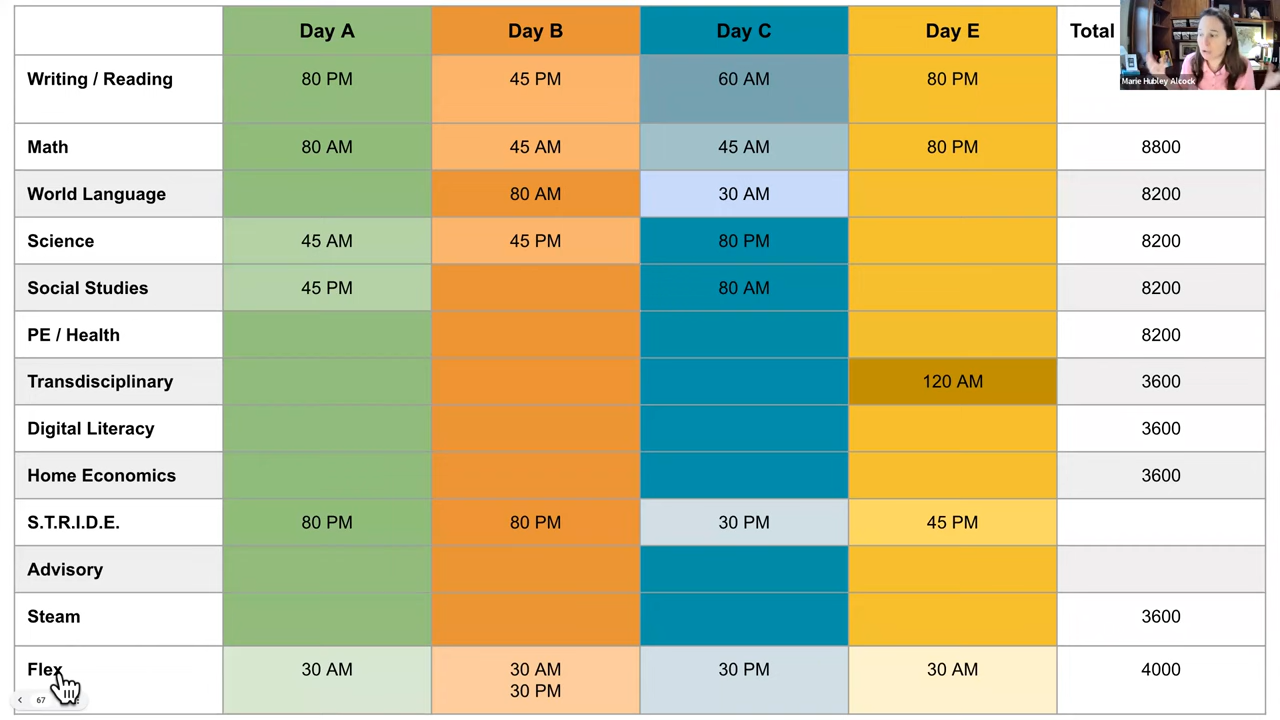 Day A Day B Day C Day E Total
Marie Hubley Alcock
Writing / Reading 80 PM 45 PM 60 AM 80 PM
Math 80 AM 45 AM 45 AM 80 PM 8800
World Language 80 AM 30 AM 8200
Science 45 AM 45 PM 80 PM 8200
Social Studies 45 PM 80 AM 8200
PE / Health 8200
Transdisciplinary 120 AM 3600
Digital Literacy 3600
Home Economics 3600
S.T.R.I.D.E. 80 PM 80 PM 30 PM 45 PM
Advisory
Steam 3600
Flex 30 AM 30 AM 30 PM 30 AM 4000
30 PM
67